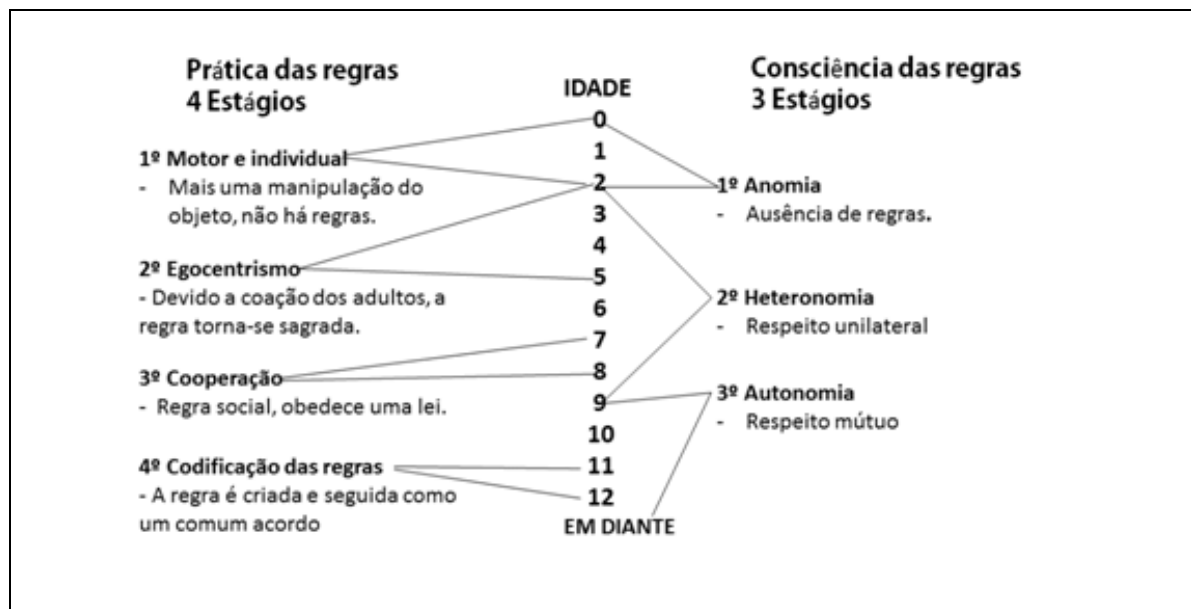 Prática das regras
4 Estágios
1º Motor e individual
- Mais uma manipulação do
objeto, não há regras.
2º Egocentrismo
- Devido a coação dos adultos, a
regra torna-se sagrada.
3º Cooperação
- Regra social, obedece uma lei.
4º Codificação das regras
- A regra é criada e seguida como
um comum acordo
IDADE
0
1
2
3
4
5
6
7
8
9
10
11
12
EM DIANTE
Consciência das regras
3 Estágios
1º Anomia
- Ausência de regras.
2º Heteronomia
- Respeito unilateral
3º Autonomia
- Respeito mútuo